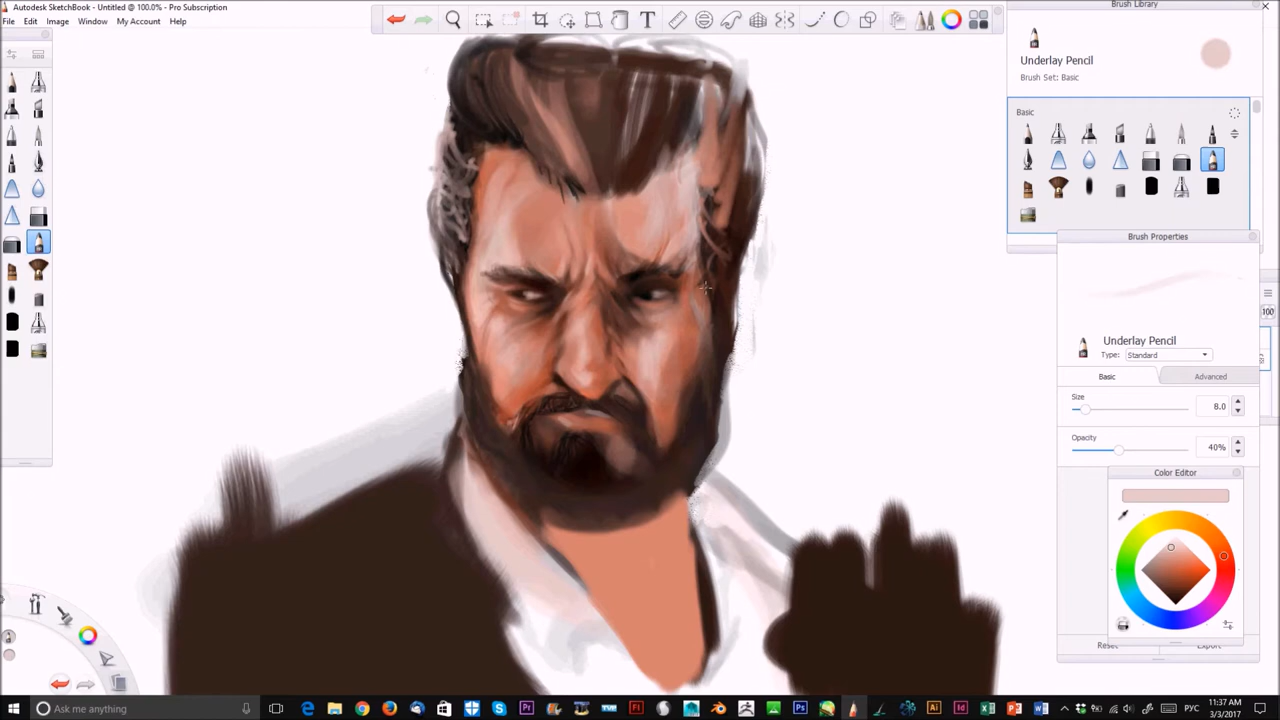 Autodesk SketchBook - Untitled @ 100.0% - Pro Subscription
File Edit Image Window My Account Help
Brush Library
Underlay Pencil
Brush Set: Basic
Basic
Brush Properties
100
Underlay Pencil
Type: Standard
Basic Advanced
Size
8.0
Opacity
40%
Color Editor
Reset Export
Ask me anything
РУС
11:37 AM
3/3/2017